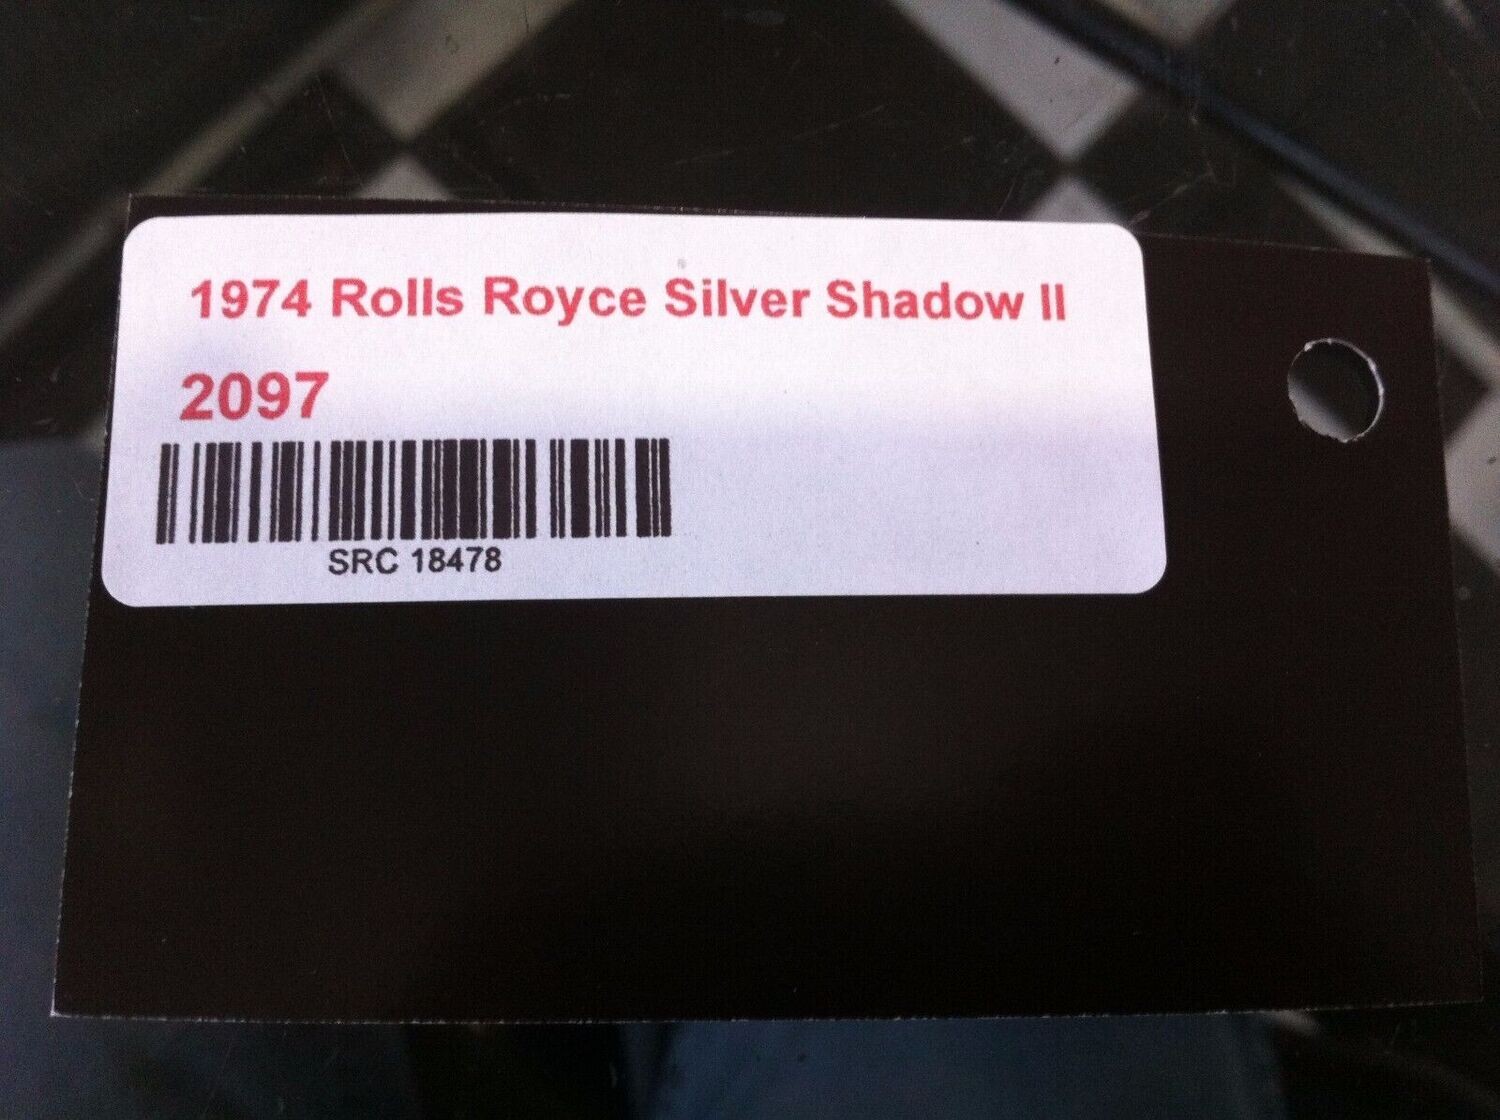 1974 Rolls Royce Silver Shadow II
2097
SRC 18478